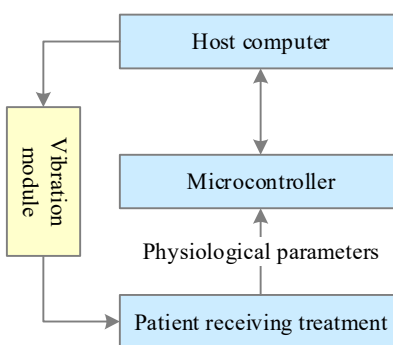 Host computer
Vibration
module
Microcontroller
Physiological parameters
Patient receiving treatment